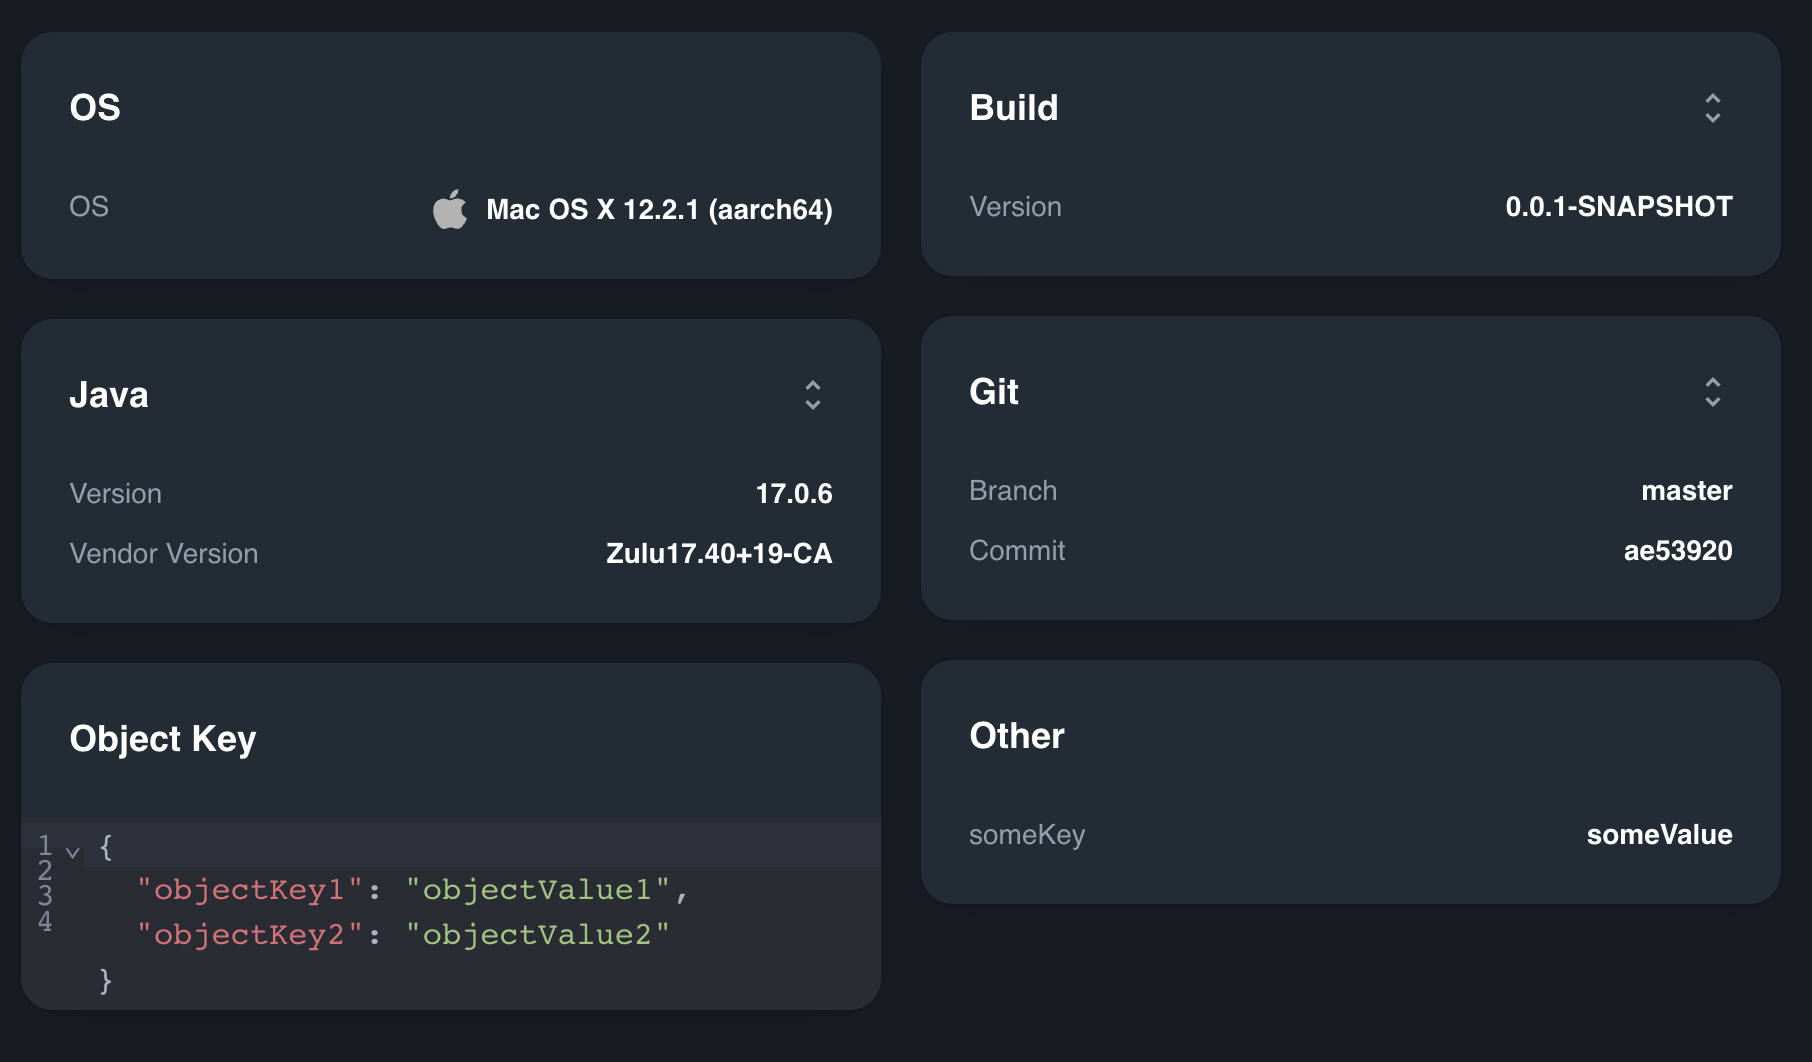 OS
OS Mac OS X 12.2.1 (aarch64)
Java
Version 17.0.6
Vendor Version Zulu17.40+19-CA
Object Key
1 {
2 "objectKey1": "objectValue1",
3 "objectKey2": "objectValue2"
4 }
Build
Version 0.0.1-SNAPSHOT
Git
Branch master
Commit ae53920
Other
someKey someValue